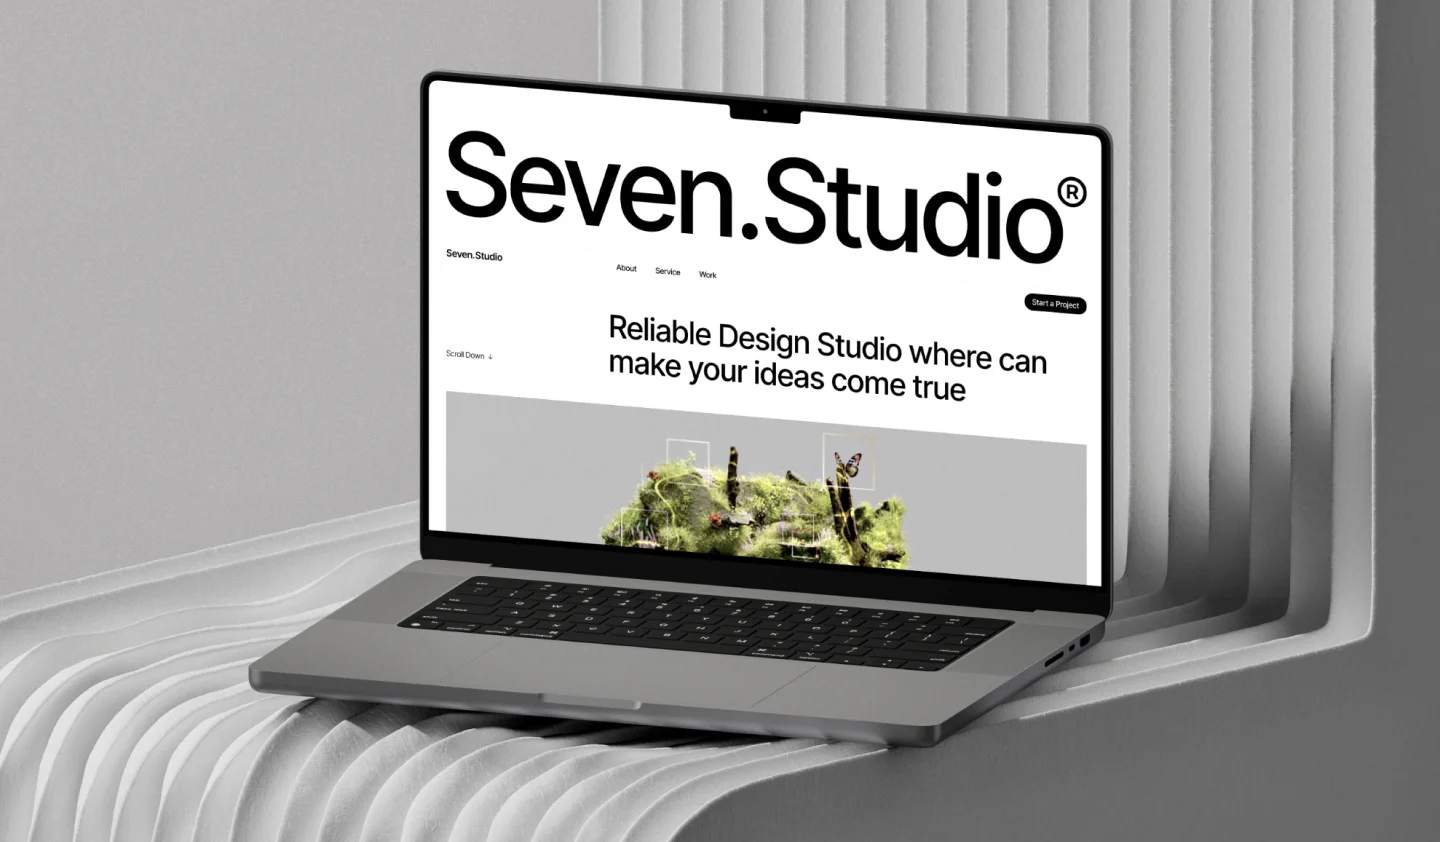 Seven.Studio®
Seven.Studio
About Service Work
Start a Project
Reliable Design Studio where can
make your ideas come true
Scroll Down ↓